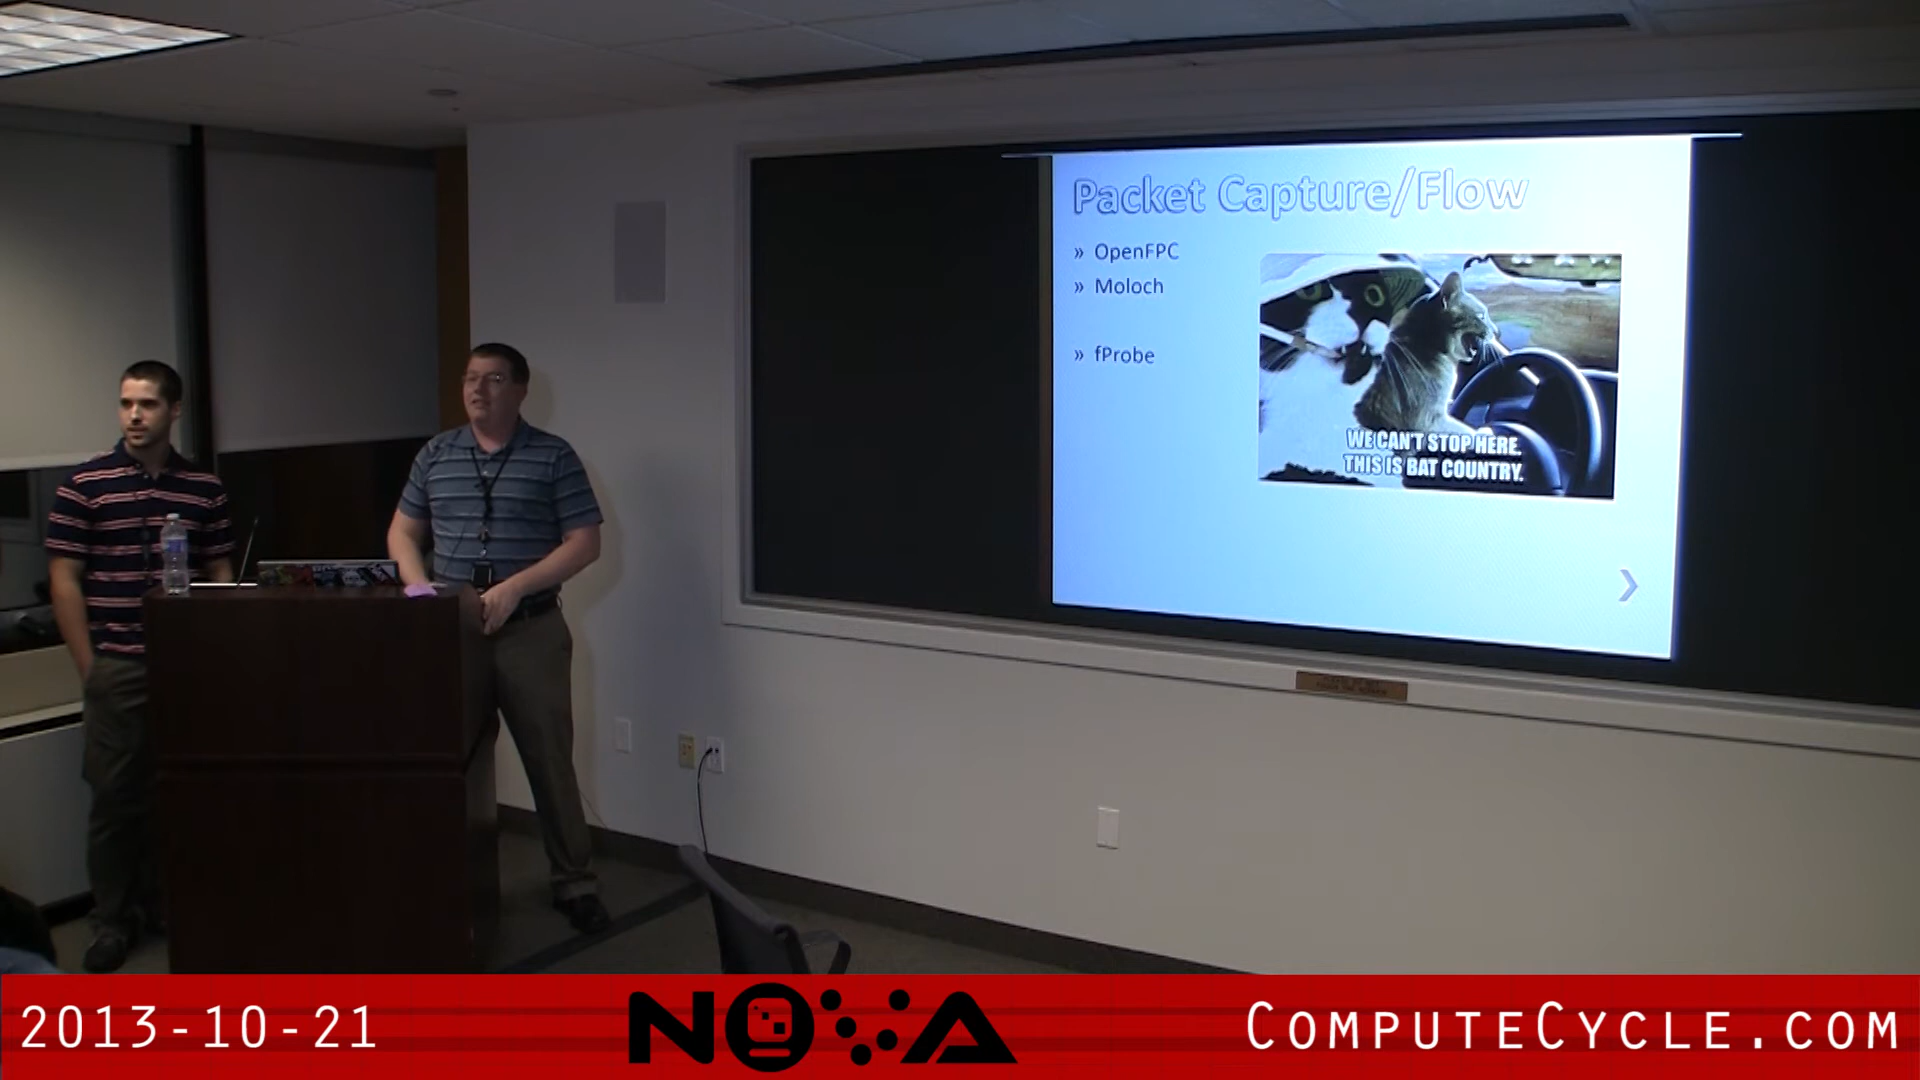 Packet Capture/Flow
» OpenFPC
» Moloch
» fProbe
WE CAN'T STOP HERE.
THIS IS BAT COUNTRY.
2013-10-21
NOVA
COMPUTECYCLE.COM